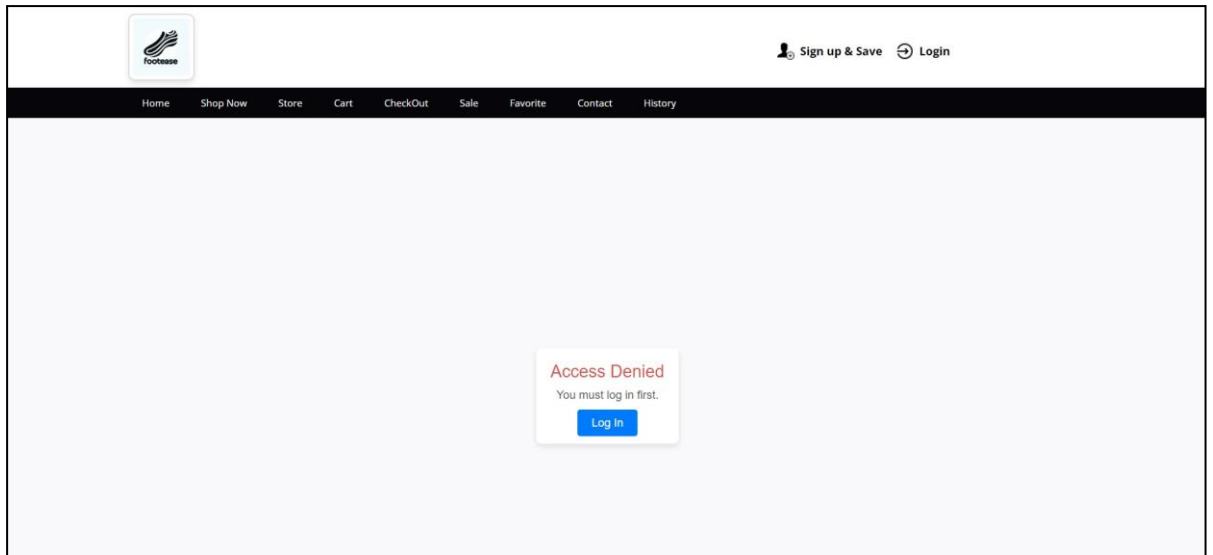 footease
Sign up & Save Login
Home Shop Now Store Cart CheckOut Sale Favorite Contact History
Access Denied
You must log in first.
Log In